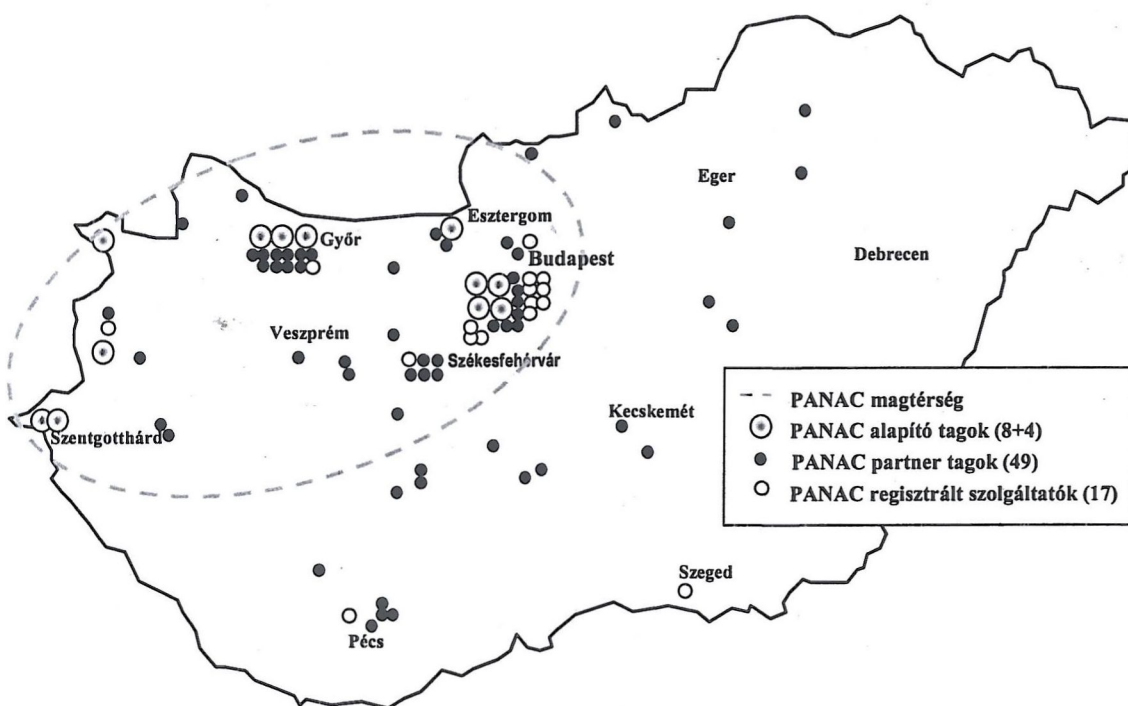 Eger
Esztergom
Győr
Budapest
Debrecen
Veszprém
Székesfehérvár
Kecskemét
Szentgotthárd
PANAC magtérség
PANAC alapító tagok (8+4)
PANAC partner tagok (49)
PANAC regisztrált szolgáltatók (17)
Szeged
Pécs